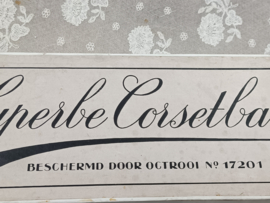 uperbe Corsetba
BESCHERMD DOOR OCTROOI No 17201